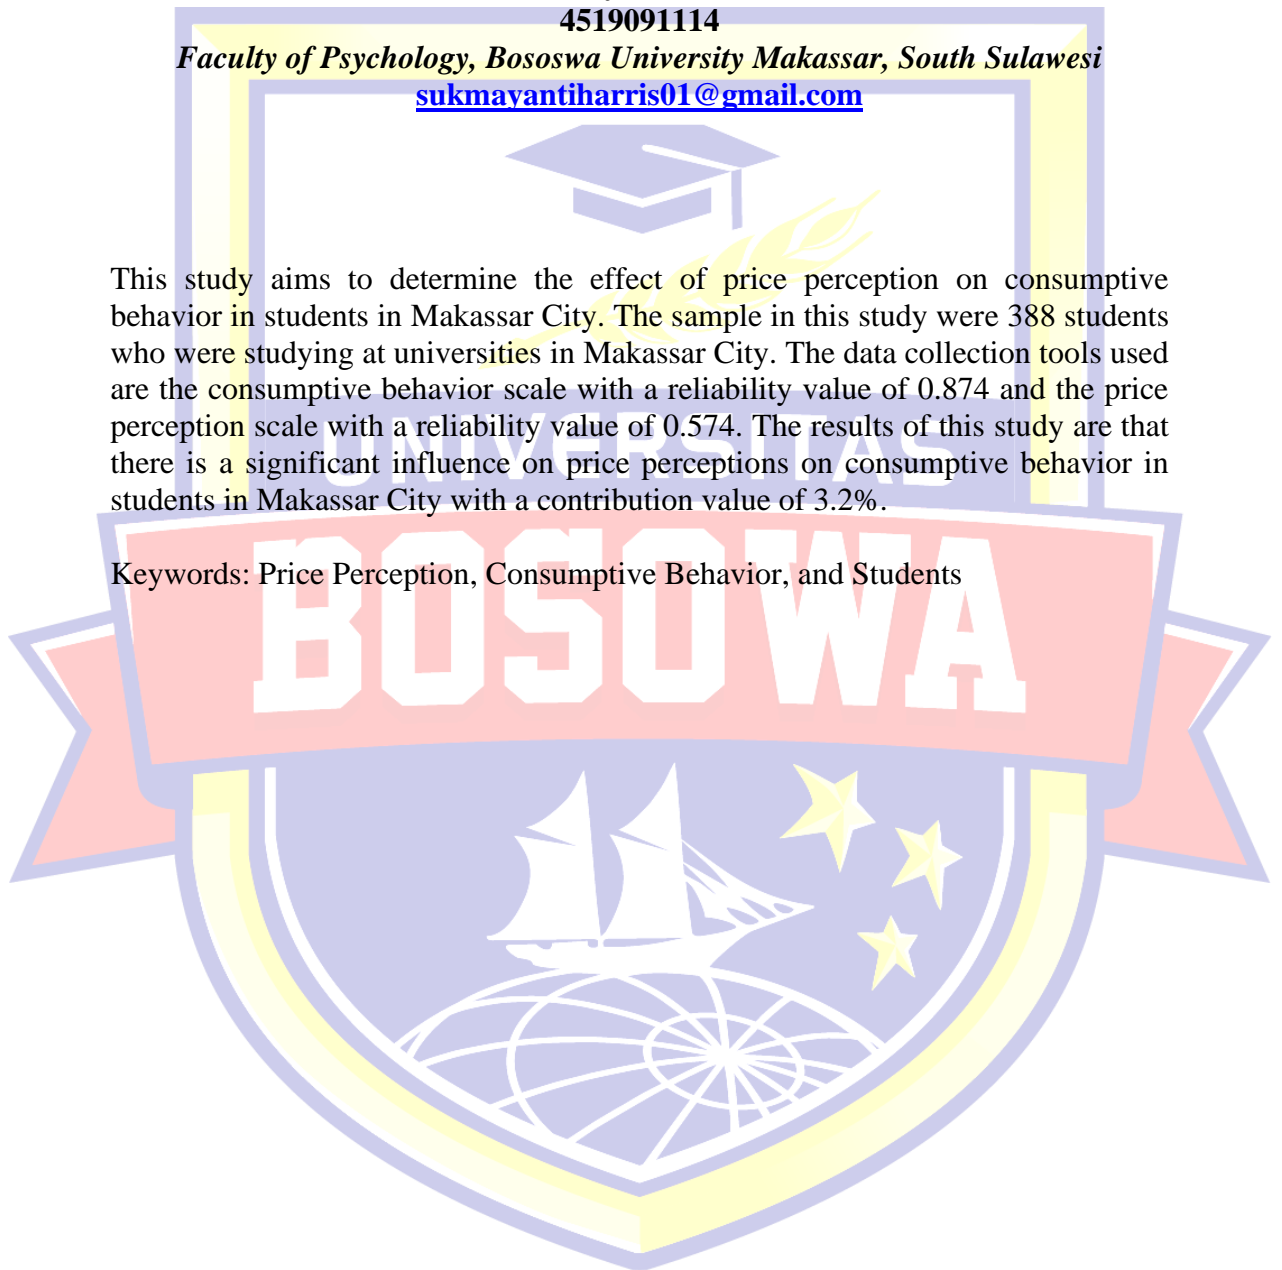 4519091114
Faculty of Psychology, Bososwa University Makassar, South Sulawesi
sukmayantiharris01@gmail.com
This study aims to determine the effect of price perception on consumptive
behavior in students in Makassar City. The sample in this study were 388 students
who were studying at universities in Makassar City. The data collection tools used
are the consumptive behavior scale with a reliability value of 0.874 and the price
perception scale with a reliability value of 0.574. The results of this study are that
there is a significant influence on price perceptions on consumptive behavior in
students in Makassar City with a contribution value of 3.2%.
UNIVERSITAS
Keywords: Price Perception, Consumptive Behavior, and Students
BOSOWA